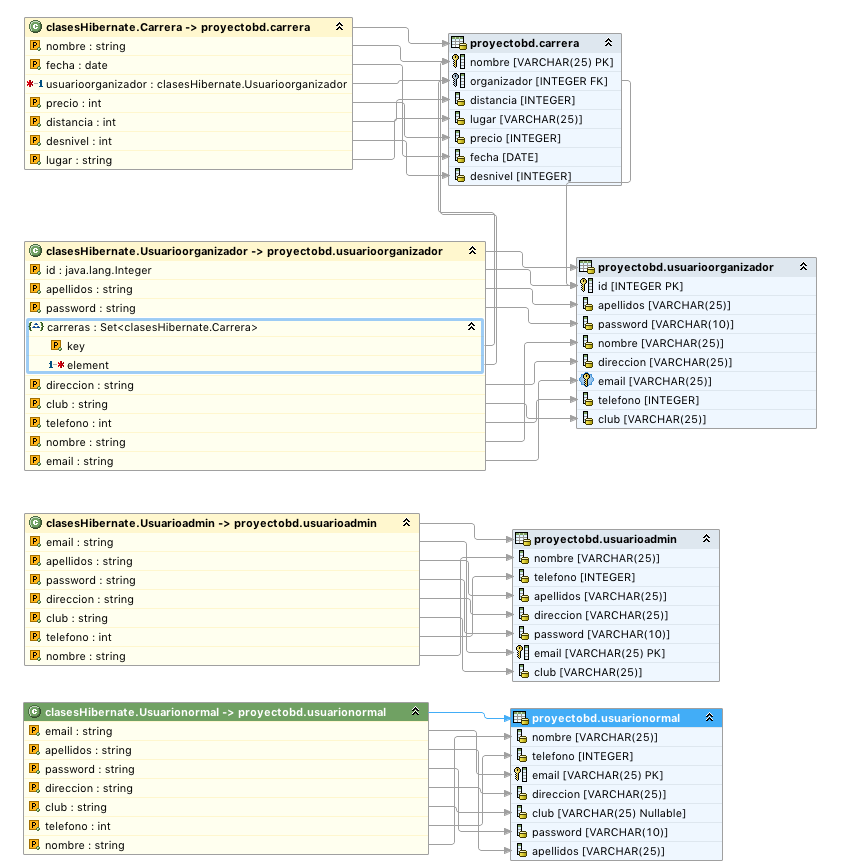 clasesHibernate.Carrera -> proyectobd.carrera
nombre : string
fecha : date
usuarioorganizador : clasesHibernate.Usuarioorganizador
precio : int
distancia : int
desnivel : int
lugar : string
proyectobd.carrera
nombre [VARCHAR(25) PK]
organizador [INTEGER FK]
distancia [INTEGER]
lugar [VARCHAR(25)]
precio [INTEGER]
fecha [DATE]
desnivel [INTEGER]
clasesHibernate.Usuarioorganizador -> proyectobd.usuarioorganizador
id : java.lang.Integer
apellidos : string
password : string
carreras : Set<clasesHibernate.Carrera>
key
element
direccion : string
club : string
telefono : int
nombre : string
email : string
proyectobd.usuarioorganizador
id [INTEGER PK]
apellidos [VARCHAR(25)]
password [VARCHAR(10)]
nombre [VARCHAR(25)]
direccion [VARCHAR(25)]
email [VARCHAR(25)]
telefono [INTEGER]
club [VARCHAR(25)]
clasesHibernate.Usuarioadmin -> proyectobd.usuarioadmin
email : string
apellidos : string
password : string
direccion : string
club : string
telefono : int
nombre : string
proyectobd.usuarioadmin
nombre [VARCHAR(25)]
telefono [INTEGER]
apellidos [VARCHAR(25)]
direccion [VARCHAR(25)]
password [VARCHAR(10)]
email [VARCHAR(25) PK]
club [VARCHAR(25)]
clasesHibernate.Usuarionormal -> proyectobd.usuarionormal
email : string
apellidos : string
password : string
direccion : string
club : string
telefono : int
nombre : string
proyectobd.usuarionormal
nombre [VARCHAR(25)]
telefono [INTEGER]
email [VARCHAR(25) PK]
direccion [VARCHAR(25)]
club [VARCHAR(25) Nullable]
password [VARCHAR(10)]
apellidos [VARCHAR(25)]